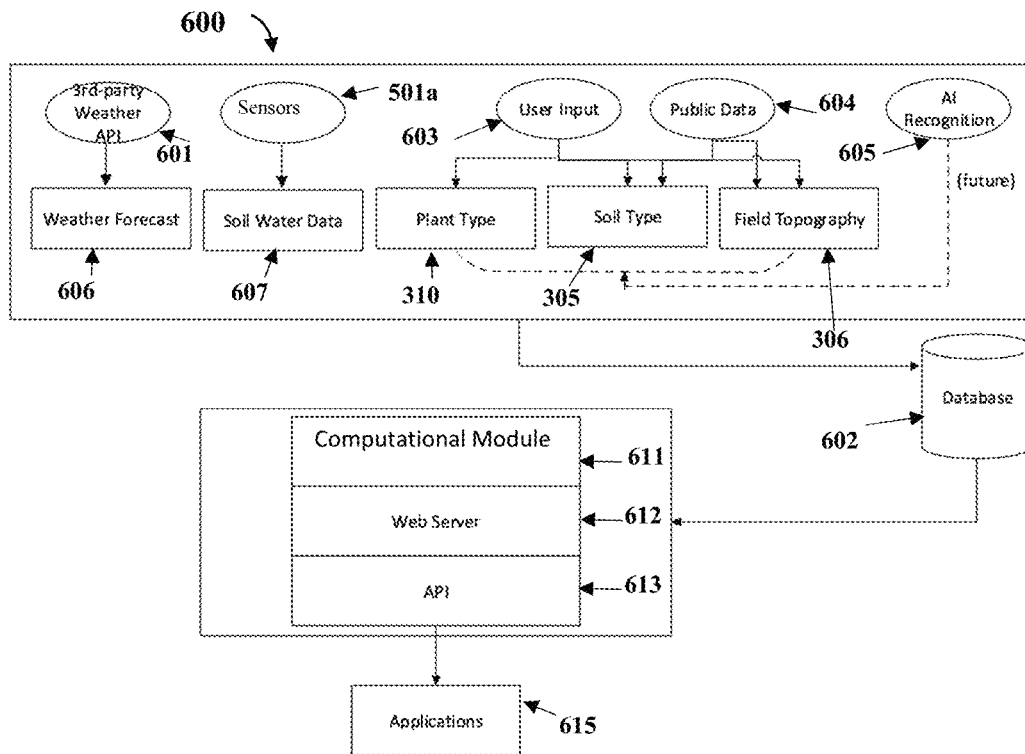 600
3rd-party
Weather
API
601
Sensors
501a
User Input
603
Public Data
604
AI
Recognition
605
{future}
Weather Forecast
606
Soil Water Data
607
Plant Type
310
Soil Type
305
Field Topography
306
Database
602
Computational Module
611
Web Server
612
API
613
Applications
615